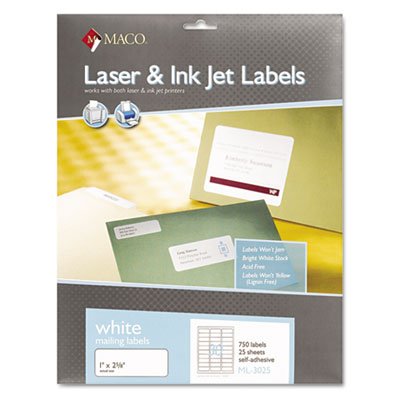 MACO
Laser & Ink Jet Labels
works with both laser & ink jet printers
Labels Won't Jam
Bright White Stock
Acid Free
Labels Won't Yellow
(Lignin Free)
white
mailing labels
1" x 2⅝"
actual size
750 labels
25 sheets
self-adhesive
ML-3025